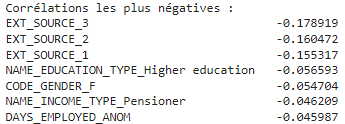 Corrélations les plus négatives :
EXT_SOURCE_3 -0.178919
EXT_SOURCE_2 -0.160472
EXT_SOURCE_1 -0.155317
NAME_EDUCATION_TYPE_Higher education -0.056593
CODE_GENDER_F -0.054704
NAME_INCOME_TYPE_Pensioner -0.046209
DAYS_EMPLOYED_ANOM -0.045987